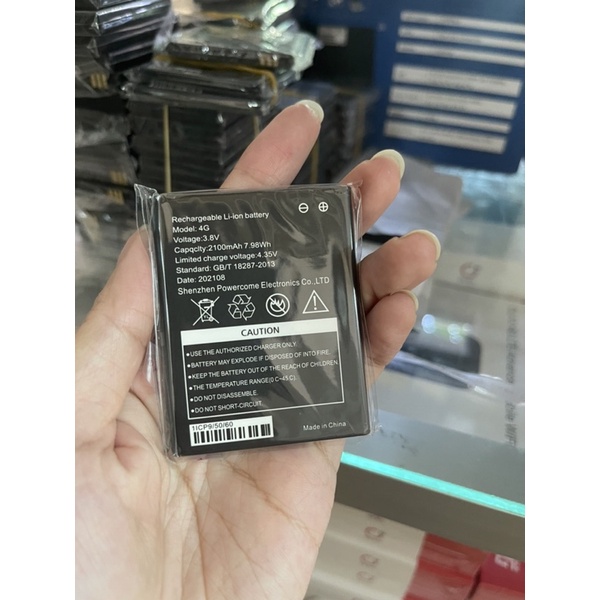 Rechargeable Li-ion battery
Model: 4G
Voltage:3.8V
Capqclty:2100mAh 7.98Wh
Limited charge voltage:4.35V
Standard: GB/T 18287-2013
Date: 202108
Shenzhen Powercome Electronics Co.,LTD
CAUTION
•USE THE AUTHORIZED CHARGER ONLY.
•BATTERY MAY EXPLODE IF DISPOSED OF INTO FIRE.
•KEEP THE BATTERY OUT OF THE REACH OF CHILDREN
•THE TEMPERATURE RANGE(0 C~45 C).
•DO NOT DISASSEMBLE.
•DO NOT SHORT-CIRCUIT.
1ICP9/50/60
Made in China